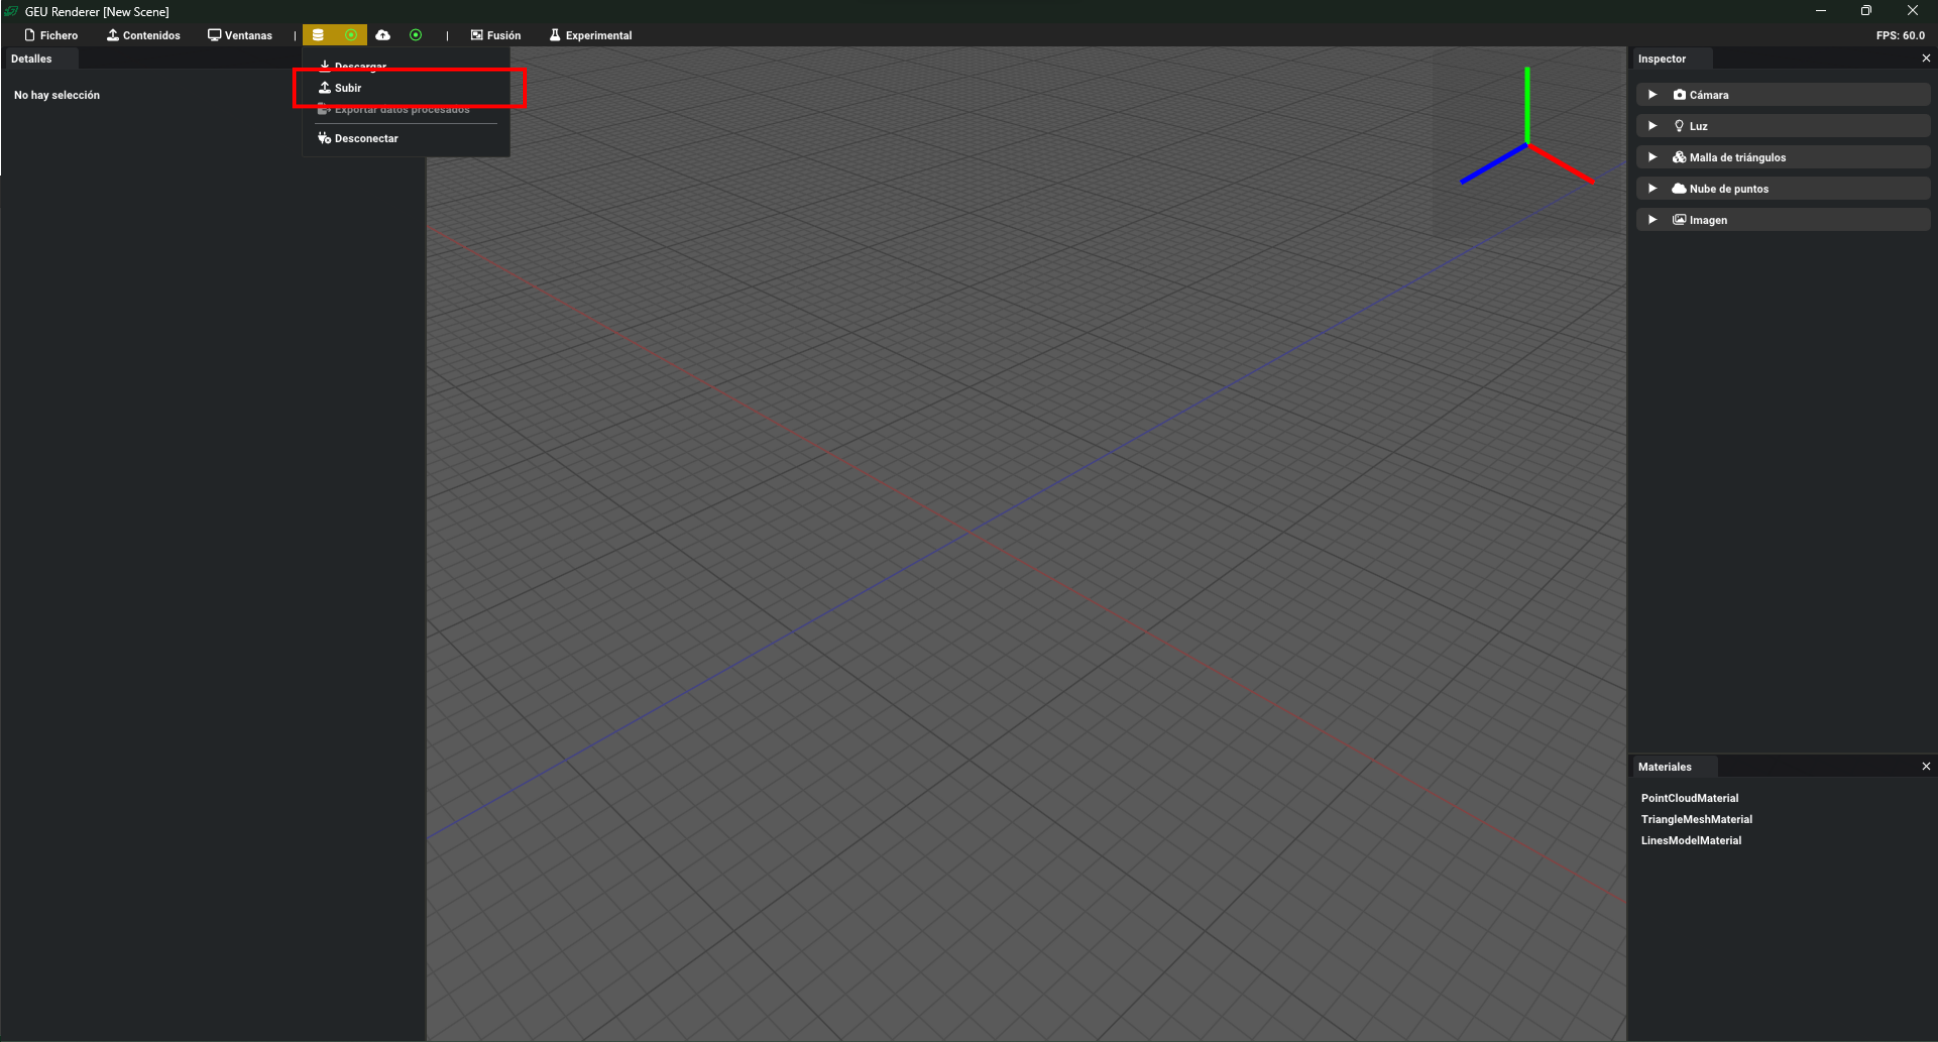 GEU Renderer [New Scene]
Fichero Contenidos Ventanas | | Fusión Experimental FPS: 60.0
Detalles
No hay selección
Descargar
Subir
Exportar datos procesados
Desconectar
Inspector
Cámara
Luz
Malla de triángulos
Nube de puntos
Imagen
Materiales
PointCloudMaterial
TriangleMeshMaterial
LinesModelMaterial